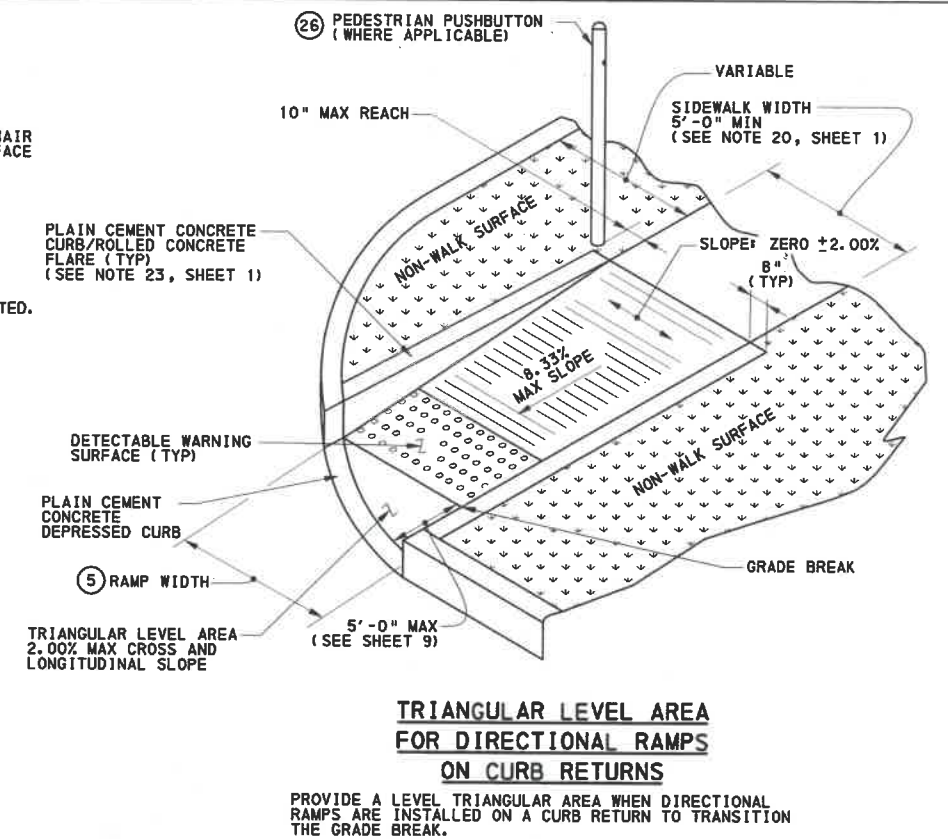 26 PEDESTRIAN PUSHBUTTON
(WHERE APPLICABLE)
VARIABLE
10" MAX REACH
SIDEWALK WIDTH
5'-0" MIN
(SEE NOTE 20, SHEET 1)
AIR
FACE
PLAIN CEMENT CONCRETE
CURB/ROLLED CONCRETE
FLARE (TYP)
(SEE NOTE 23, SHEET 1)
NON-WALK SURFACE
SLOPE: ZERO ±2.00%
8"
(TYP)
TED.
8.33%
MAX SLOPE
DETECTABLE WARNING
SURFACE (TYP)
NON-WALK SURFACE
PLAIN CEMENT
CONCRETE
DEPRESSED CURB
GRADE BREAK
5 RAMP WIDTH
5'-0" MAX
(SEE SHEET 9)
TRIANGULAR LEVEL AREA
2.00% MAX CROSS AND
LONGITUDINAL SLOPE
TRIANGULAR LEVEL AREA
FOR DIRECTIONAL RAMPS
ON CURB RETURNS
PROVIDE A LEVEL TRIANGULAR AREA WHEN DIRECTIONAL
RAMPS ARE INSTALLED ON A CURB RETURN TO TRANSITION
THE GRADE BREAK.